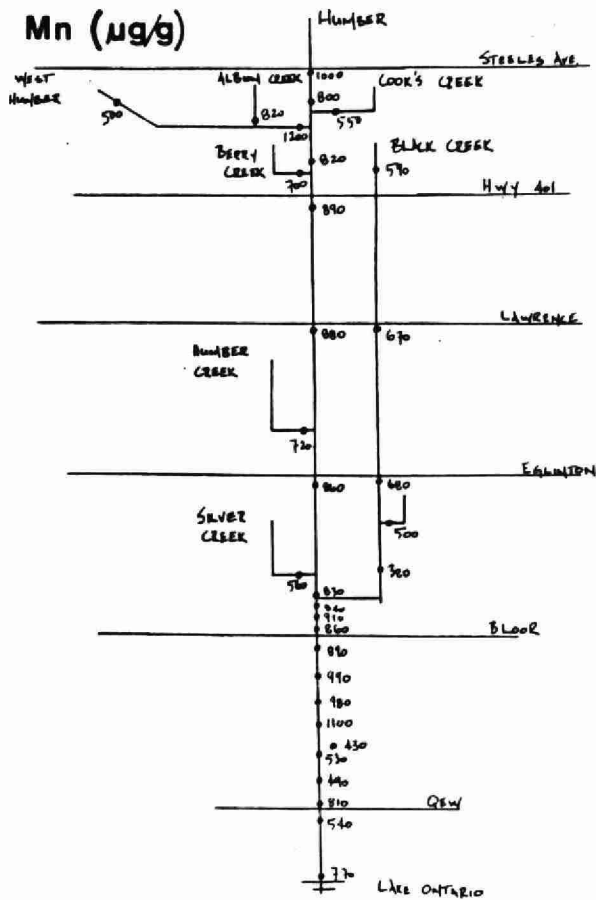 Mn (µg/g)
HUMBER
STEELES AVE.
WEST HUMBER
ALBION CREEK
1000
COOK'S CREEK
500
820
800
550
1200
BERRY CREEK
820
BLACK CREEK
590
700
HWY 401
890
LAWRENCE
880
670
HUMBER CREEK
720
EGLINTON
860
680
SILVER CREEK
500
560
320
830
910
860
BLOOR
890
990
980
1100
430
530
490
810
QEW
540
770
LAKE ONTARIO